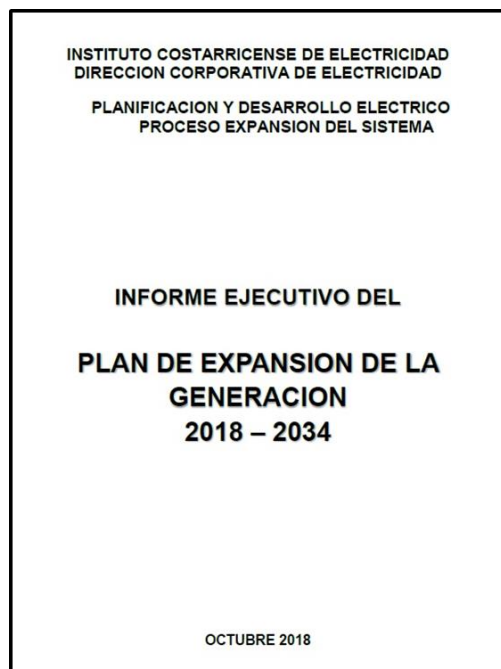 INSTITUTO COSTARRICENSE DE ELECTRICIDAD
DIRECCION CORPORATIVA DE ELECTRICIDAD
PLANIFICACION Y DESARROLLO ELECTRICO
PROCESO EXPANSION DEL SISTEMA
INFORME EJECUTIVO DEL
PLAN DE EXPANSION DE LA
GENERACION
2018 – 2034
OCTUBRE 2018